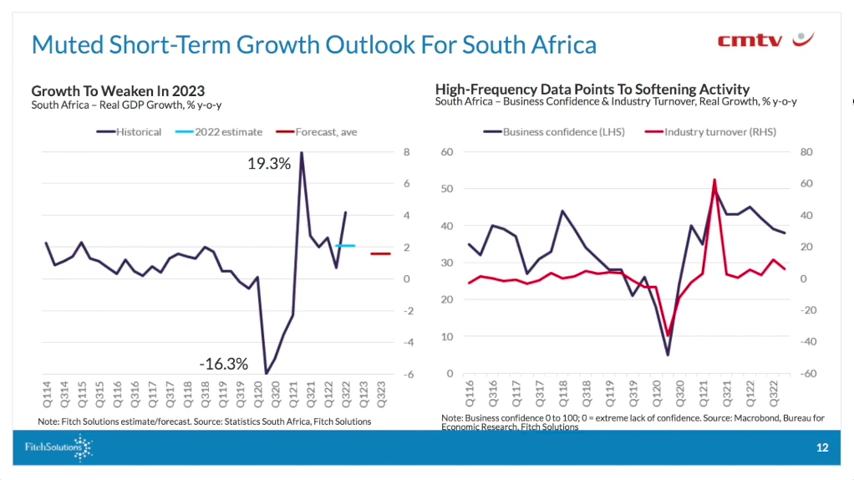 Muted Short-Term Growth Outlook For South Africa
cmtv
Growth To Weaken In 2023
South Africa – Real GDP Growth, % y-o-y
Historical 2022 estimate Forecast, ave
19.3%
-16.3%
8
6
4
2
0
-2
-4
-6
Q114 Q314 Q115 Q315 Q116 Q316 Q117 Q317 Q118 Q318 Q119 Q319 Q120 Q320 Q121 Q321 Q122 Q322 Q123 Q323
Note: Fitch Solutions estimate/forecast. Source: Statistics South Africa, Fitch Solutions
High-Frequency Data Points To Softening Activity
South Africa – Business Confidence & Industry Turnover, Real Growth, % y-o-y
Business confidence (LHS) Industry turnover (RHS)
60
50
40
30
20
10
0
80
60
40
20
0
-20
-40
-60
Q116 Q316 Q117 Q317 Q118 Q318 Q119 Q319 Q120 Q320 Q121 Q321 Q122 Q322
Note: Business confidence 0 to 100; 0 = extreme lack of confidence. Source: Macrobond, Bureau for
Economic Research, Fitch Solutions
FitchSolutions
12